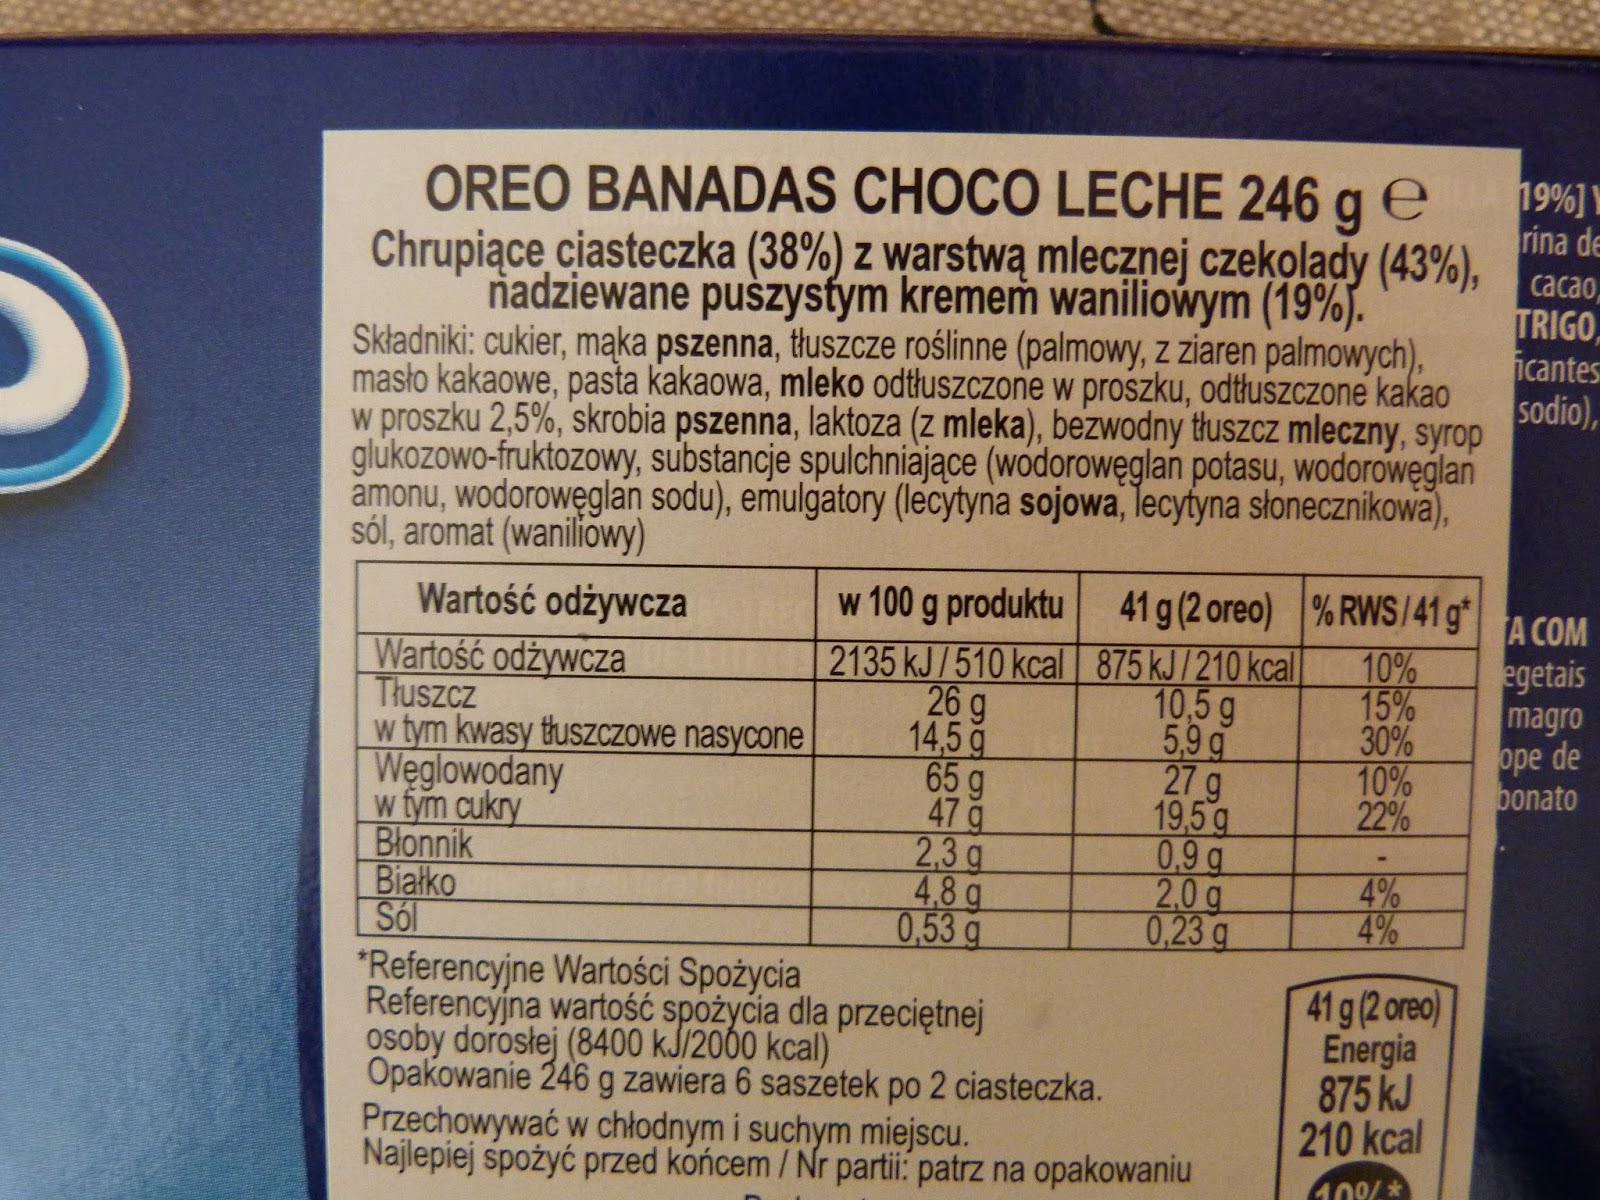 OREO BANADAS CHOCO LECHE 246 g ℮
Chrupiące ciasteczka (38%) z warstwą mlecznej czekolady (43%),
nadziewane puszystym kremem waniliowym (19%).
Składniki: cukier, mąka pszenna, tłuszcze roślinne (palmowy, z ziaren palmowych),
masło kakaowe, pasta kakaowa, mleko odtłuszczone w proszku, odtłuszczone kakao
w proszku 2,5%, skrobia pszenna, laktoza (z mleka), bezwodny tłuszcz mleczny, syrop
glukozowo-fruktozowy, substancje spulchniające (wodorowęglan potasu, wodorowęglan
amonu, wodorowęglan sodu), emulgatory (lecytyna sojowa, lecytyna słonecznikowa),
sól, aromat (waniliowy)
Wartość odżywcza w 100 g produktu 41 g (2 oreo) % RWS / 41 g*
Wartość odżywcza 2135 kJ / 510 kcal 875 kJ / 210 kcal 10%
Tłuszcz 26 g 10,5 g 15%
w tym kwasy tłuszczowe nasycone 14,5 g 5,9 g 30%
Węglowodany 65 g 27 g 10%
w tym cukry 47 g 19,5 g 22%
Błonnik 2,3 g 0,9 g -
Białko 4,8 g 2,0 g 4%
Sól 0,53 g 0,23 g 4%
*Referencyjne Wartości Spożycia
Referencyjna wartość spożycia dla przeciętnej
osoby dorosłej (8400 kJ/2000 kcal)
Opakowanie 246 g zawiera 6 saszetek po 2 ciasteczka.
Przechowywać w chłodnym i suchym miejscu.
Najlepiej spożyć przed końcem / Nr partii: patrz na opakowaniu
41 g (2 oreo)
Energia
875 kJ
210 kcal
10%*
19%] Y
rina de
cacao,
TRIGO,
ficantes
sodio),
A COM
egetais
magro
ope de
bonato